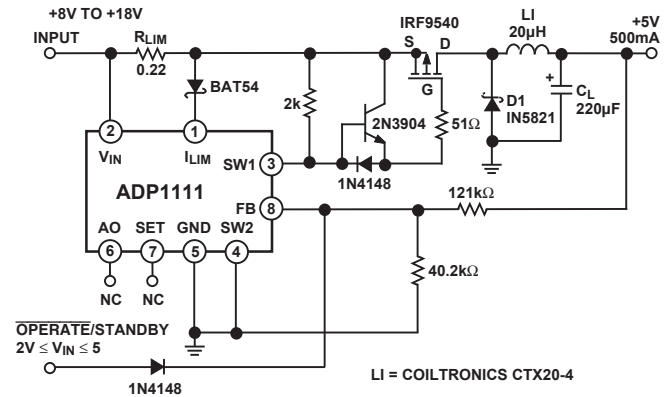 +8V TO +18V
INPUT
RLIM
0.22
BAT54
2k
IRF9540
S
D
G
2N3904
51Ω
1N4148
LI
20µH
+5V
500mA
D1
IN5821
+
CL
220µF
2
VIN
1
ILIM
SW1
3
ADP1111
FB
8
AO
SET
GND
SW2
6
7
5
4
NC
NC
121kΩ
40.2kΩ
OPERATE/STANDBY
2V ≤ VIN ≤ 5
1N4148
LI = COILTRONICS CTX20-4